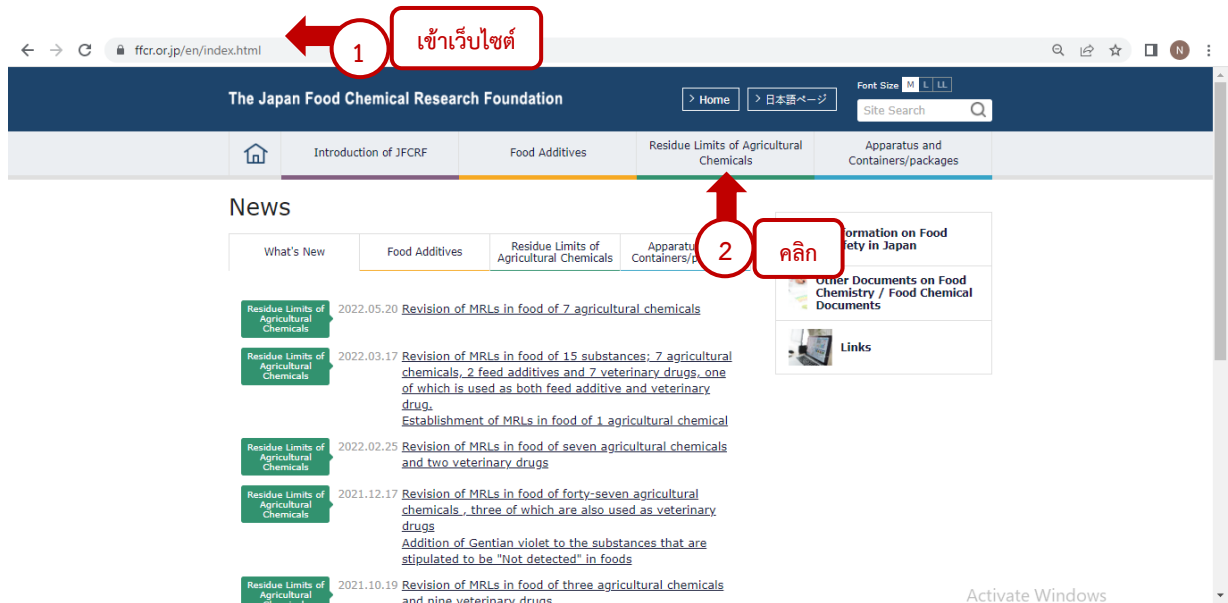 1
เข้าเว็บไซต์
ffcr.or.jp/en/index.html
N
The Japan Food Chemical Research Foundation
> Home
> 日本語ページ
Font Size M L LL
Site Search
Introduction of JFCRF
Food Additives
Residue Limits of Agricultural
Chemicals
Apparatus and
Containers/packages
News
2
คลิก
What's New
Food Additives
Residue Limits of
Agricultural Chemicals
Apparatu
Containers/p
ormation on Food
fety in Japan
Other Documents on Food
Chemistry / Food Chemical
Documents
Links
Residue Limits of
Agricultural
Chemicals
2022.05.20 Revision of MRLs in food of 7 agricultural chemicals
Residue Limits of
Agricultural
Chemicals
2022.03.17 Revision of MRLs in food of 15 substances; 7 agricultural
chemicals, 2 feed additives and 7 veterinary drugs, one
of which is used as both feed additive and veterinary
drug.
Establishment of MRLs in food of 1 agricultural chemical
Residue Limits of
Agricultural
Chemicals
2022.02.25 Revision of MRLs in food of seven agricultural chemicals
and two veterinary drugs
Residue Limits of
Agricultural
Chemicals
2021.12.17 Revision of MRLs in food of forty-seven agricultural
chemicals , three of which are also used as veterinary
drugs
Addition of Gentian violet to the substances that are
stipulated to be "Not detected" in foods
Residue Limits of
Agricultural
2021.10.19 Revision of MRLs in food of three agricultural chemicals
and nine veterinary drugs
Activate Windows